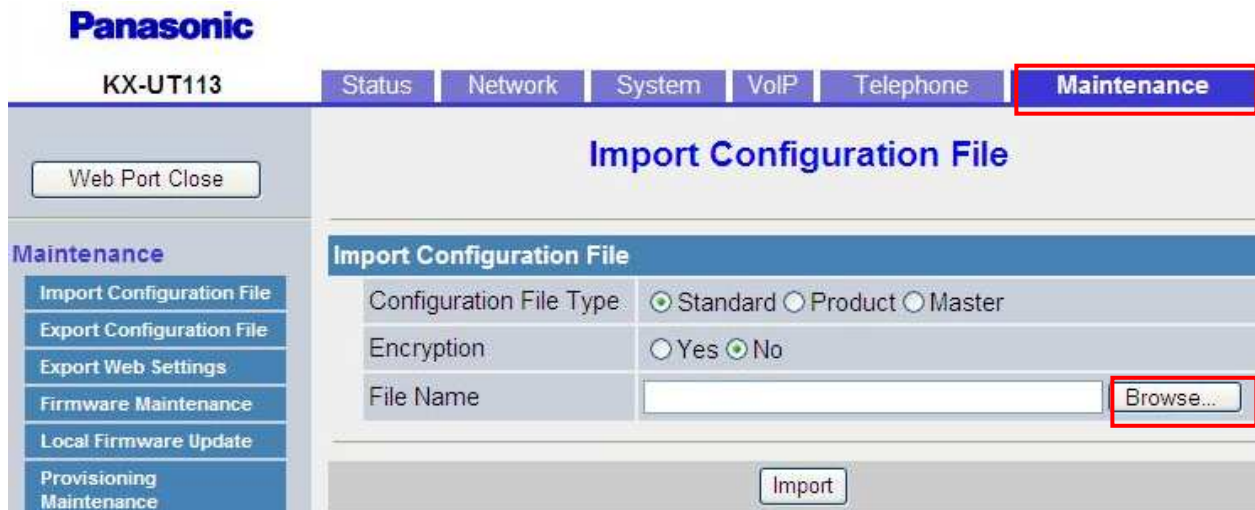 Panasonic
KX-UT113
Status Network System VoIP Telephone Maintenance
Web Port Close
Import Configuration File
Maintenance
Import Configuration File
Export Configuration File
Export Web Settings
Firmware Maintenance
Local Firmware Update
Provisioning
Maintenance
Import Configuration File
Configuration File Type Standard Product Master
Encryption Yes No
File Name Browse...
Import